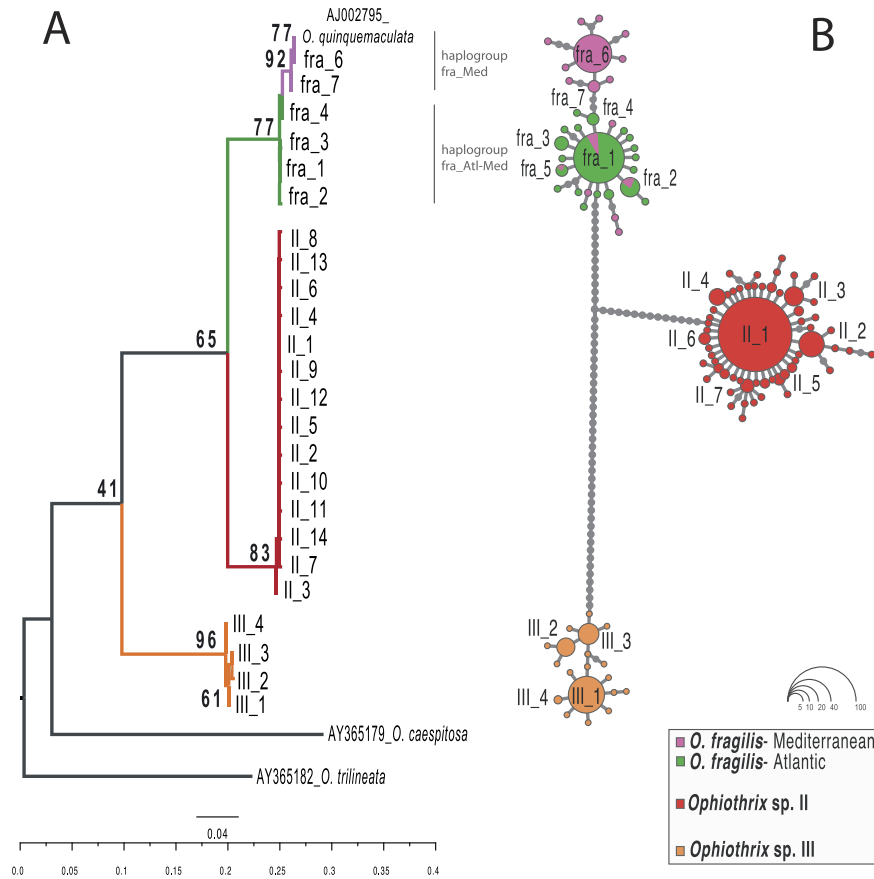 A
AJ002795_
O. quinquemaculata
77
92
fra_6
fra_7
fra_4
77
fra_3
fra_1
fra_2
haplogroup
fra_Med
haplogroup
fra_Atl-Med
II_8
II_13
II_6
II_4
65
II_1
II_9
II_12
II_5
II_2
II_10
41
II_11
II_14
83
II_7
II_3
III_4
96
III_3
III_2
61
III_1
AY365179_O. caespitosa
AY365182_O. trilineata
0.04
0.0 0.05 0.1 0.15 0.2 0.25 0.3 0.35 0.4
B
fra_6
fra_7
fra_4
fra_3
fra_1
fra_5
fra_2
II_4
II_3
II_1
II_2
II_6
II_5
II_7
III_2
III_3
III_4
III_1
5 10 20 40 100
O. fragilis- Mediterranean
O. fragilis- Atlantic
Ophiothrix sp. II
Ophiothrix sp. III